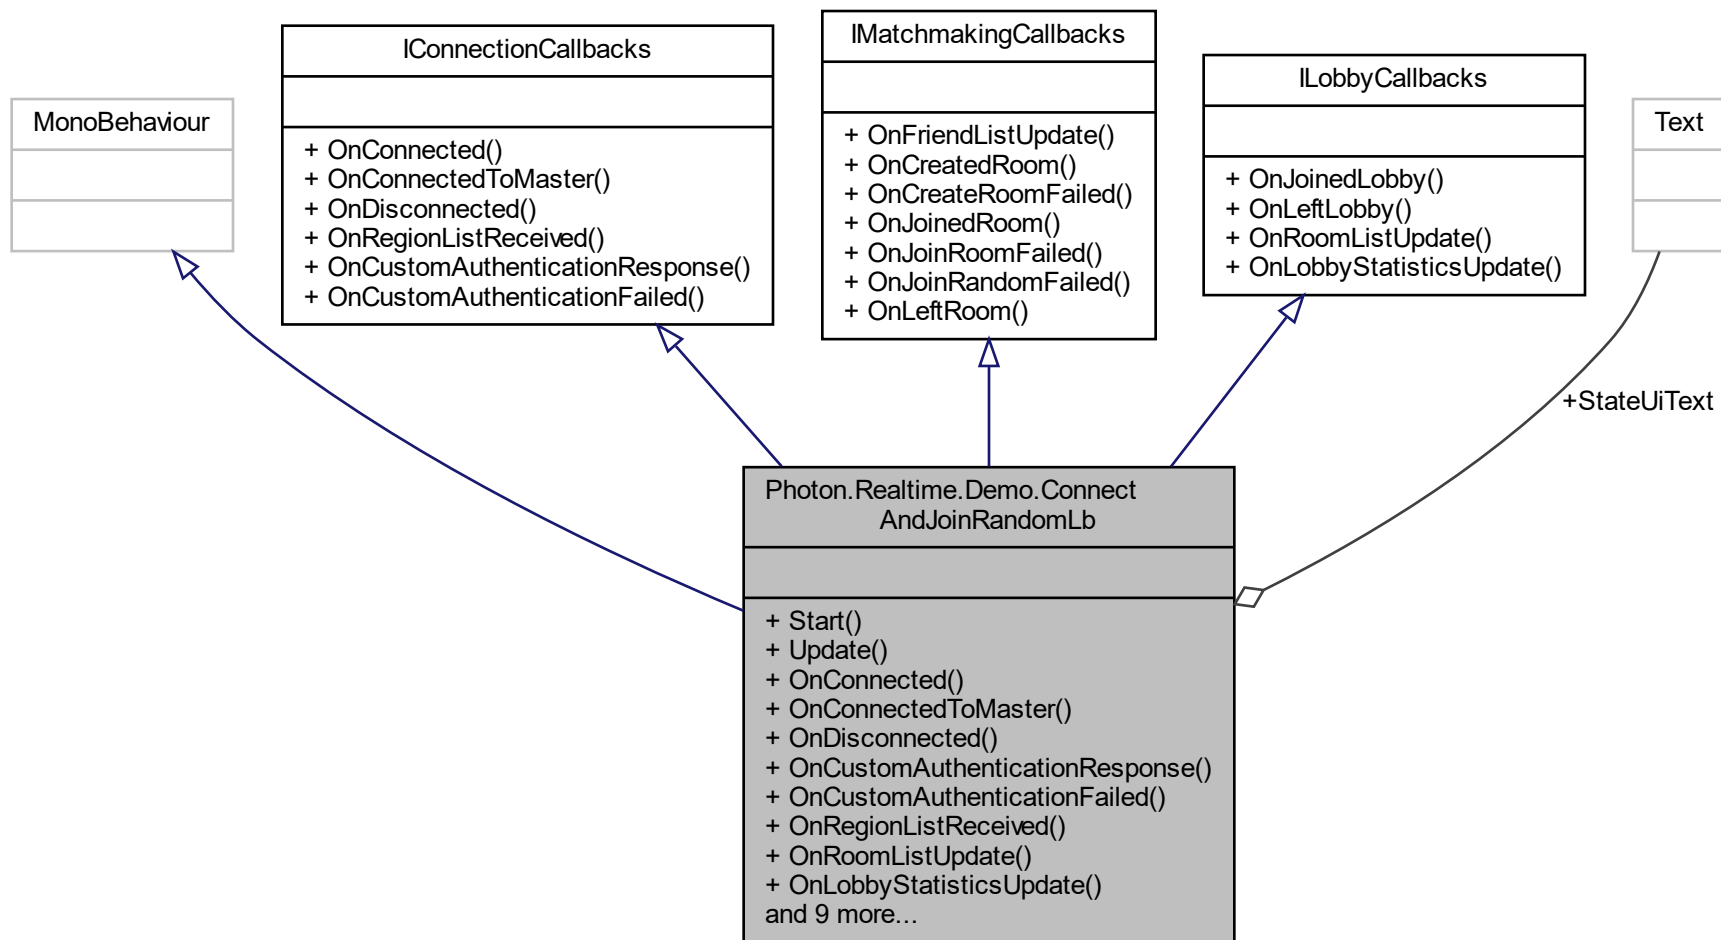 MonoBehaviour
IConnectionCallbacks
+ OnConnected()
+ OnConnectedToMaster()
+ OnDisconnected()
+ OnRegionListReceived()
+ OnCustomAuthenticationResponse()
+ OnCustomAuthenticationFailed()
IMatchmakingCallbacks
+ OnFriendListUpdate()
+ OnCreatedRoom()
+ OnCreateRoomFailed()
+ OnJoinedRoom()
+ OnJoinRoomFailed()
+ OnJoinRandomFailed()
+ OnLeftRoom()
ILobbyCallbacks
+ OnJoinedLobby()
+ OnLeftLobby()
+ OnRoomListUpdate()
+ OnLobbyStatisticsUpdate()
Text
+StateUiText
Photon.Realtime.Demo.Connect
AndJoinRandomLb
+ Start()
+ Update()
+ OnConnected()
+ OnConnectedToMaster()
+ OnDisconnected()
+ OnCustomAuthenticationResponse()
+ OnCustomAuthenticationFailed()
+ OnRegionListReceived()
+ OnRoomListUpdate()
+ OnLobbyStatisticsUpdate()
and 9 more...